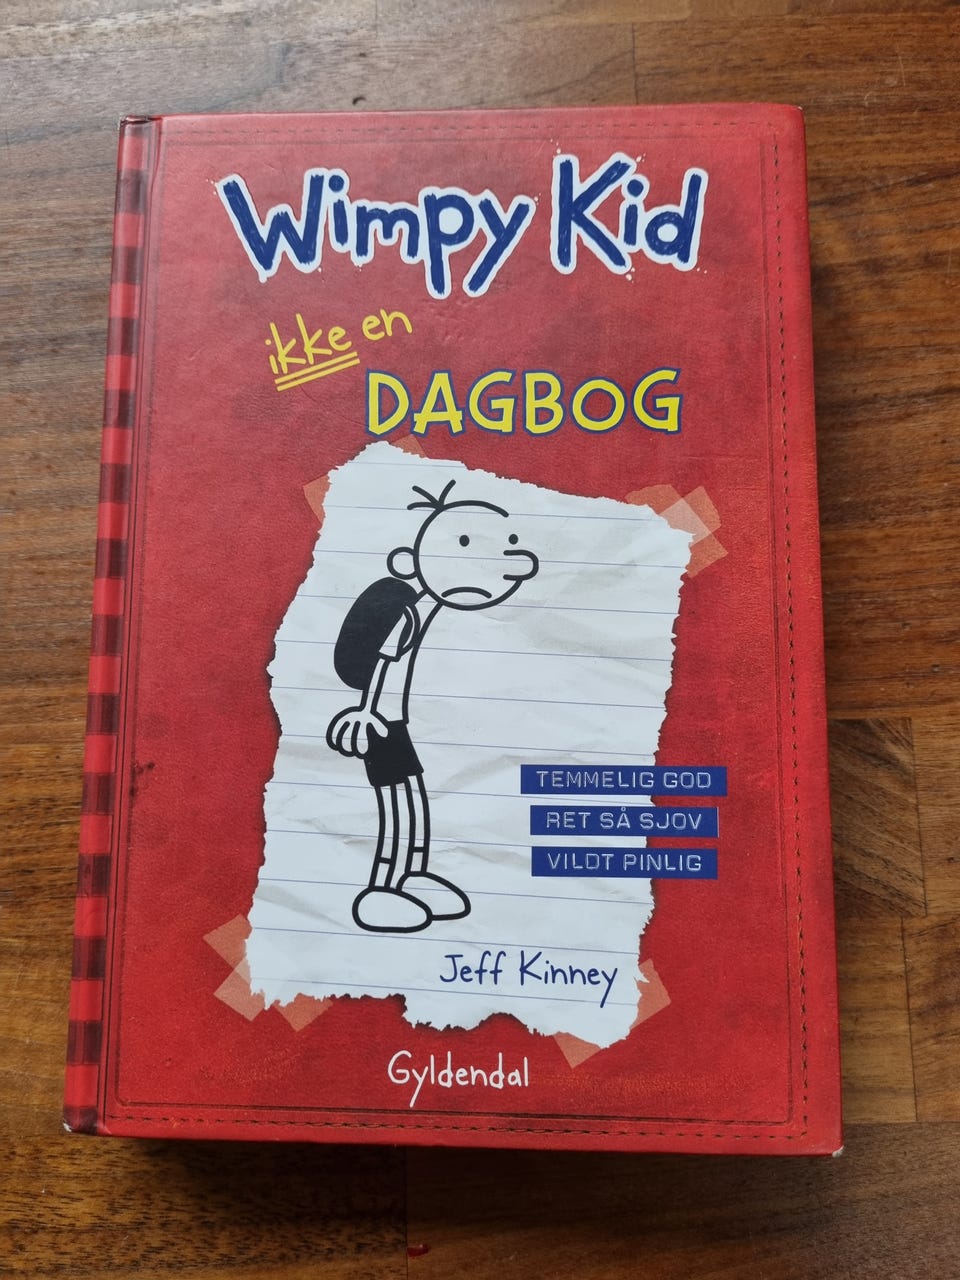 Wimpy Kid
ikke en
DAGBOG
TEMMELIG GOD
RET SÅ SJOV
VILDT PINLIG
Jeff Kinney
Gyldendal